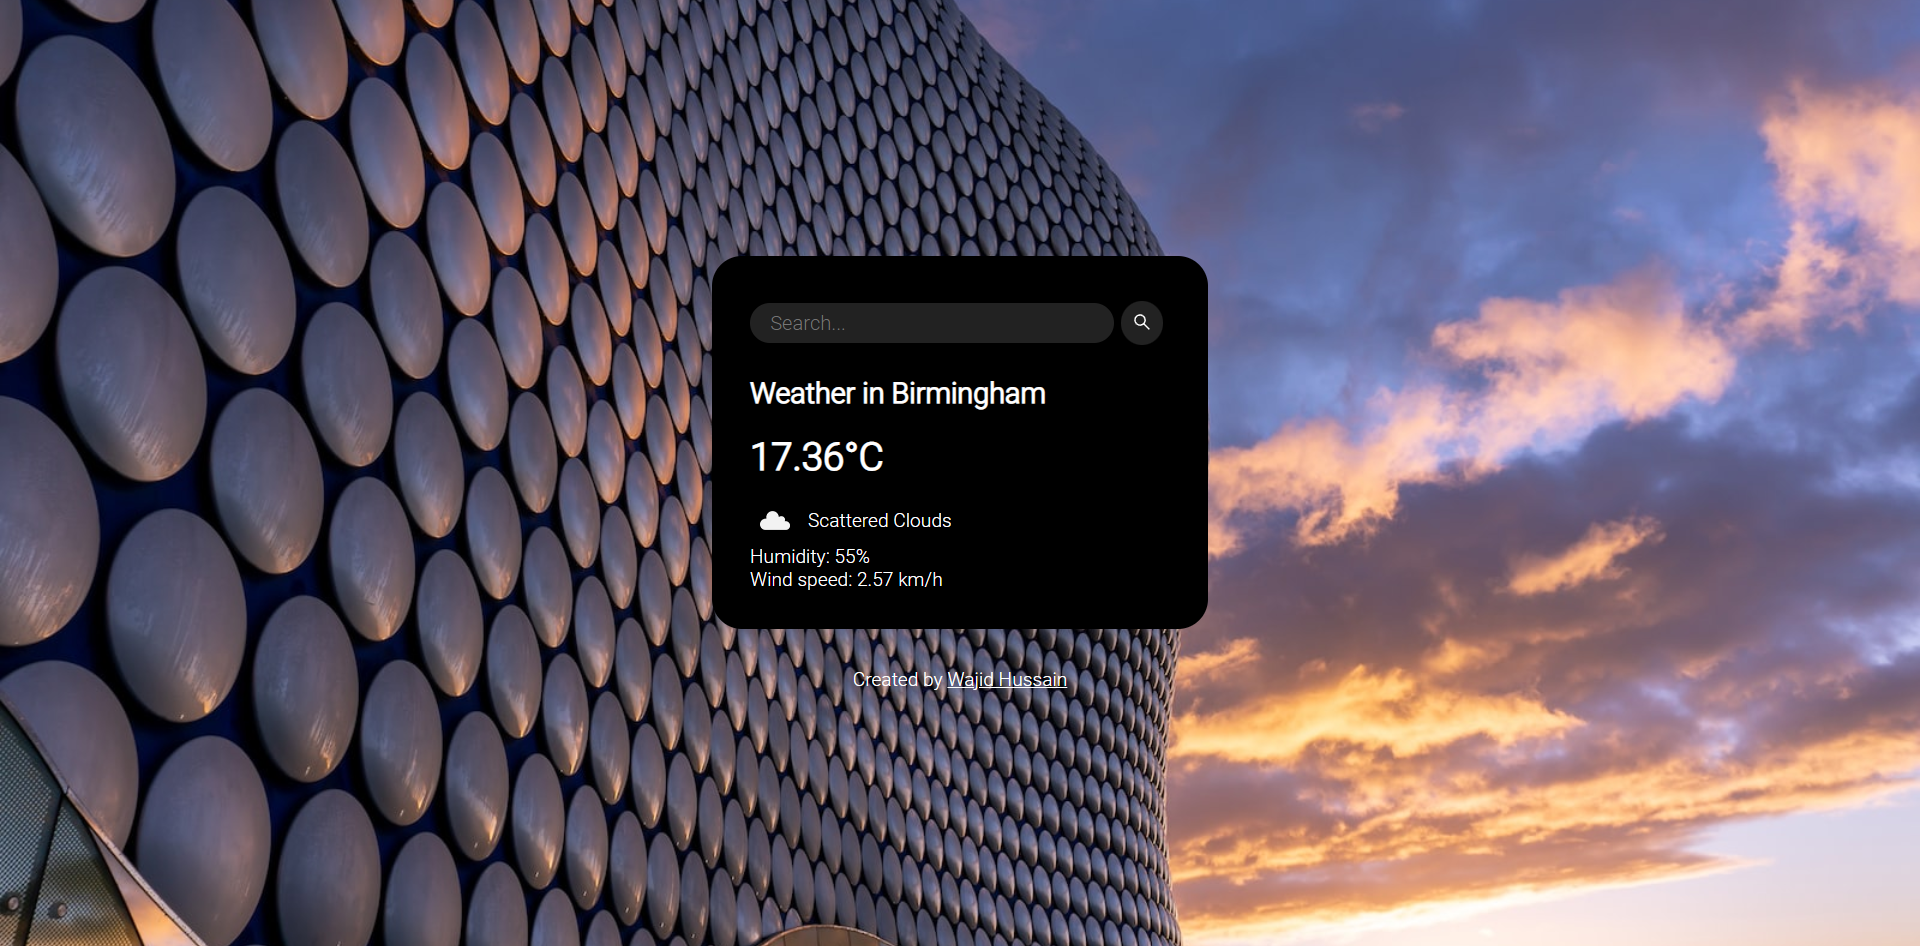 Search...
Weather in Birmingham
17.36°C
Scattered Clouds
Humidity: 55%
Wind speed: 2.57 km/h
Created by Wajid Hussain